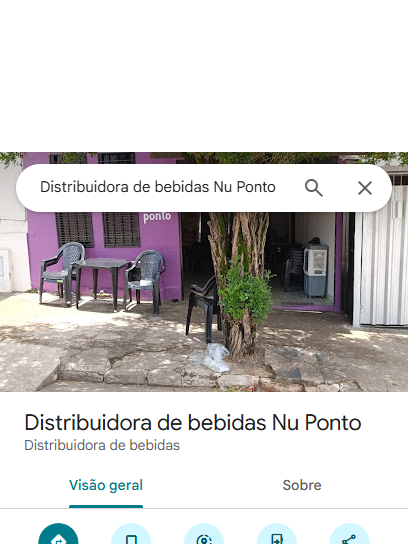 Distribuidora de bebidas Nu Ponto
ponto
Distribuidora de bebidas Nu Ponto
Distribuidora de bebidas
Visão geral
Sobre